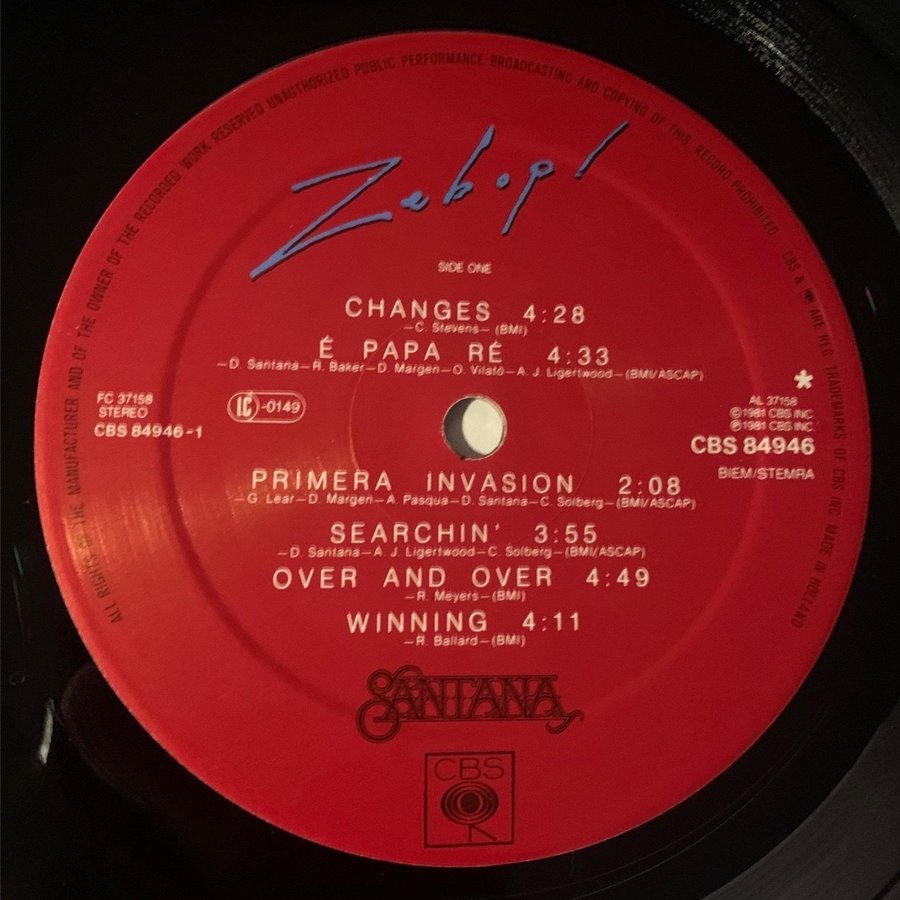 ALL RIGHTS OF THE MANUFACTURER AND OF THE OWNER OF THE RECORDED WORK RESERVED UNAUTHORIZED PUBLIC PERFORMANCE BROADCASTING AND COPYING OF THIS RECORD PROHIBITED CBS & ARE REG TRADEMARKS OF CBS INC MADE IN HOLLAND
Zebop!
SIDE ONE
CHANGES 4:28
—C. Stevens—(BMI)
É PAPA RÉ 4:33
—D. Santana—R. Baker—D. Margen—O. Vilató—A. J. Ligertwood—(BMI/ASCAP)
FC 37158
STEREO
CBS 84946-1
LC-0149
*
AL 37158
©1981 CBS INC
℗1981 CBS INC
CBS 84946
BIEM/STEMRA
PRIMERA INVASION 2:08
—G. Lear—D. Margen—A. Pasqua—D. Santana—C. Solberg—(BMI/ASCAP)
SEARCHIN' 3:55
—D. Santana—A. J. Ligertwood—C. Solberg—(BMI/ASCAP)
OVER AND OVER 4:49
—R. Meyers—(BMI)
WINNING 4:11
—R. Ballard—(BMI)
SANTANA
CBS